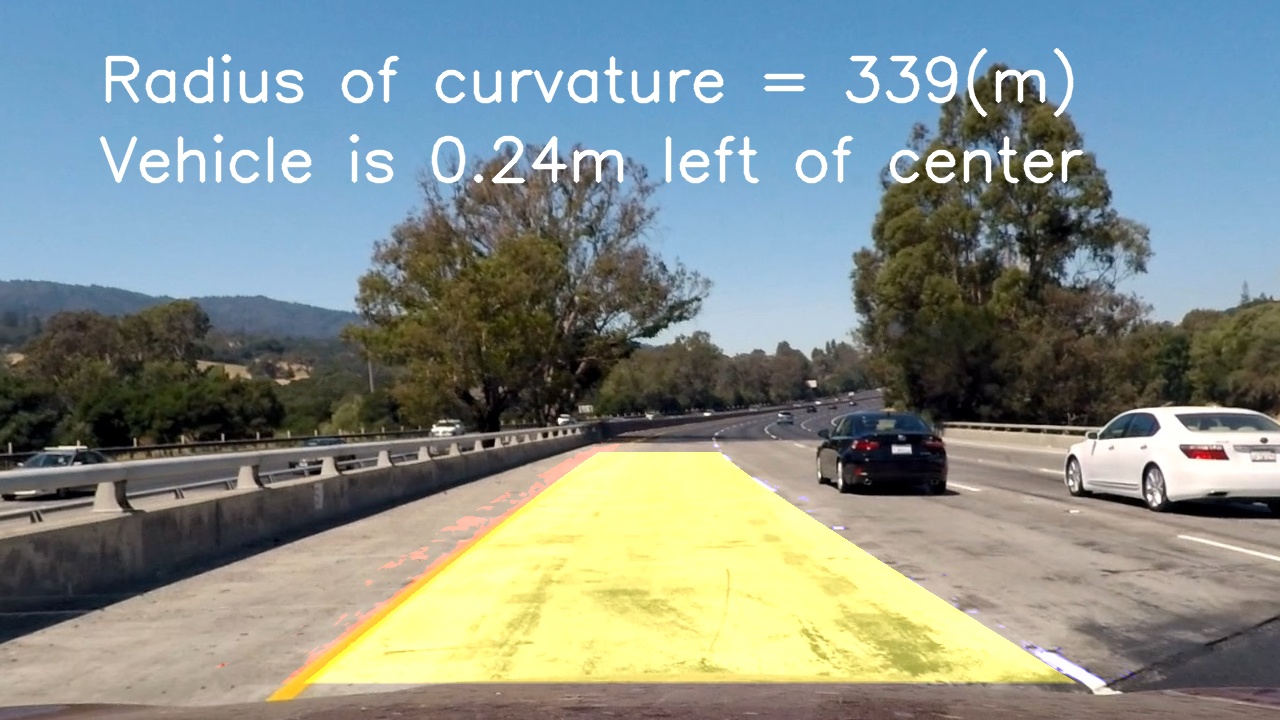 Radius of curvature = 339(m)
Vehicle is 0.24m left of center